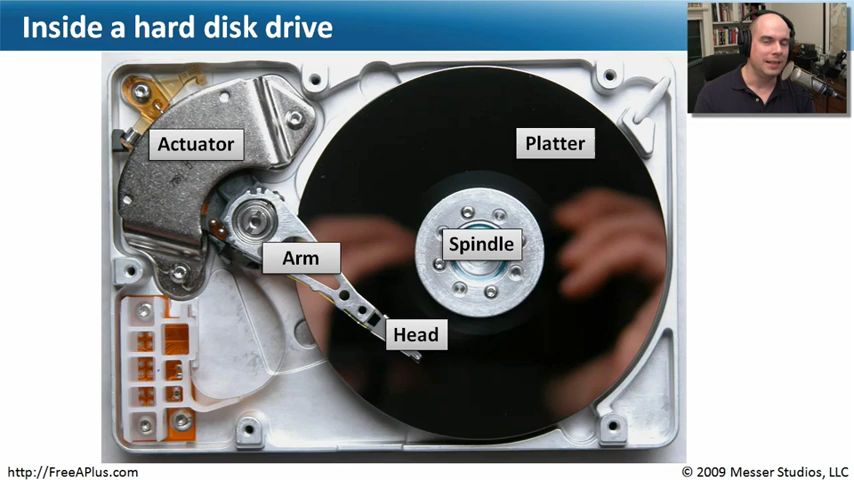 Inside a hard disk drive
Actuator
Platter
Spindle
Arm
Head
http://FreeAPlus.com
© 2009 Messer Studios, LLC